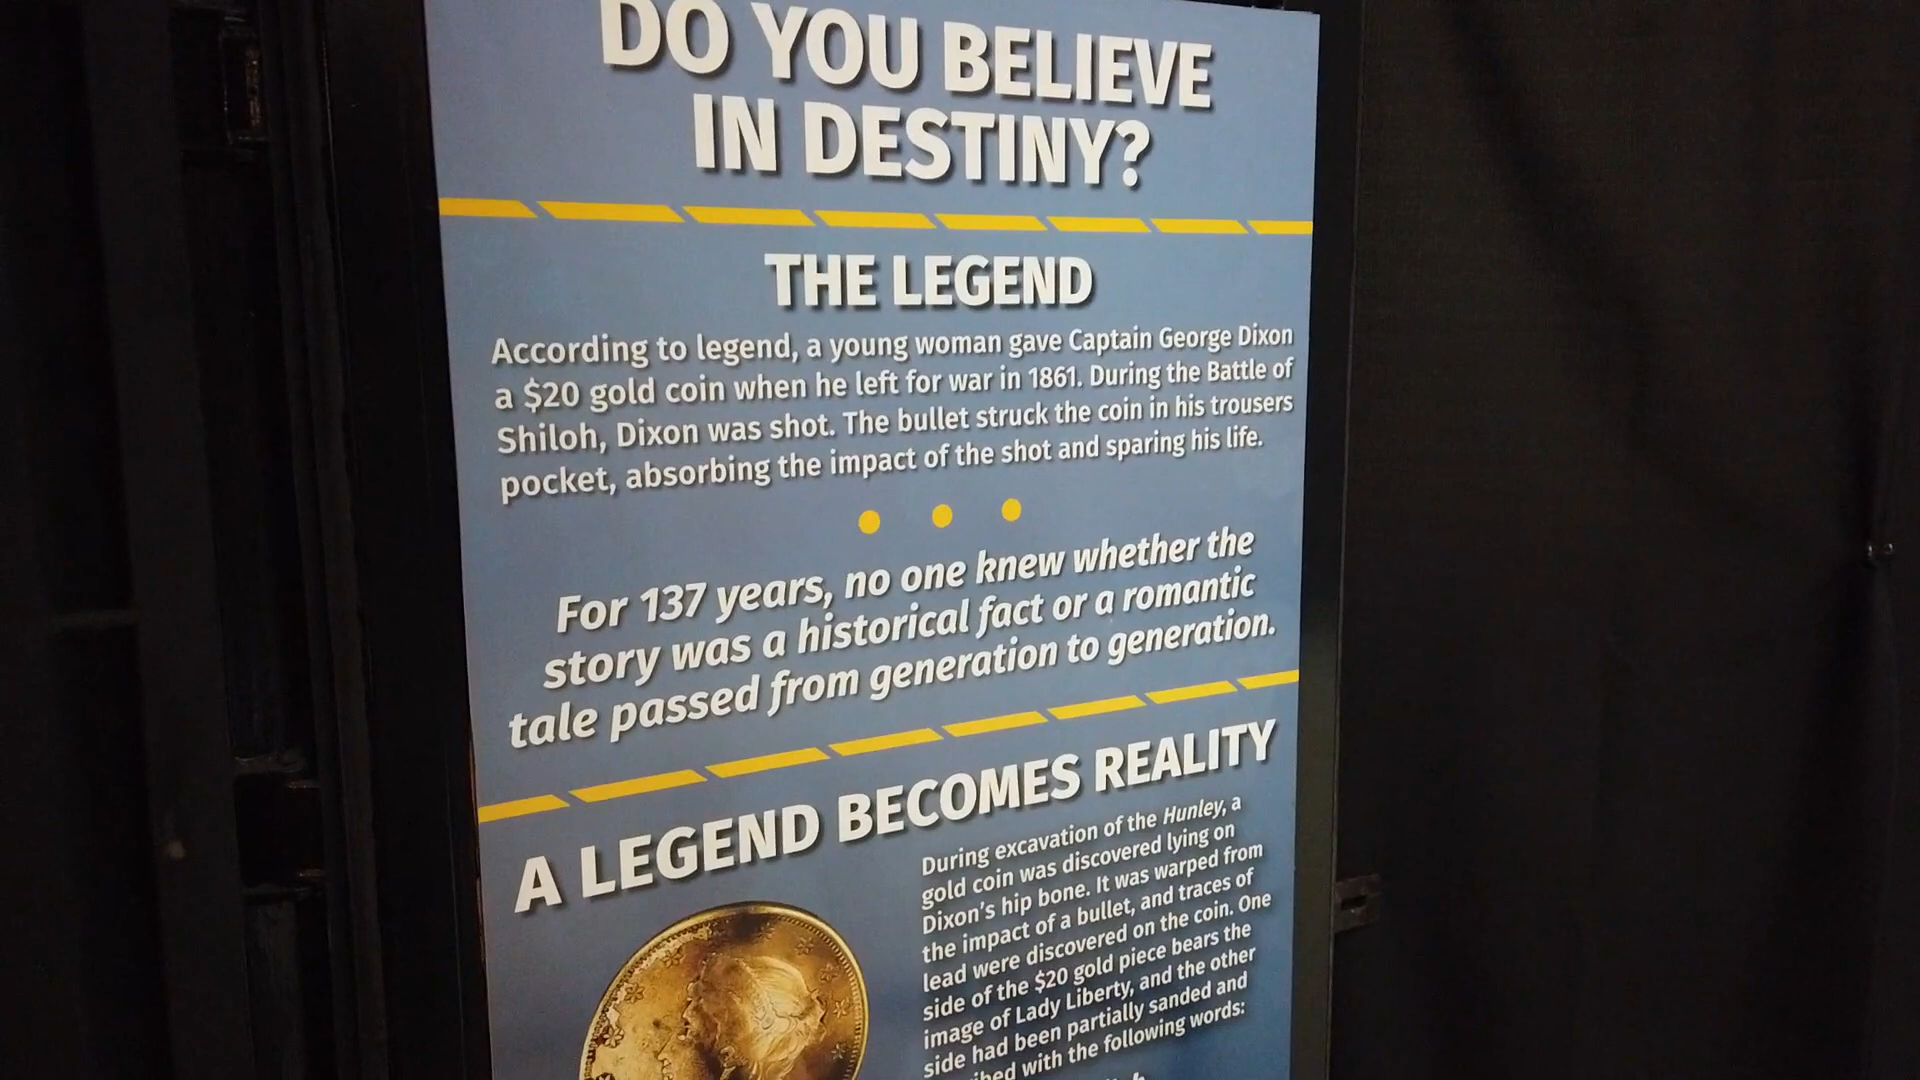 DO YOU BELIEVE
IN DESTINY?
THE LEGEND
According to legend, a young woman gave Captain George Dixon
a $20 gold coin when he left for war in 1861. During the Battle of
Shiloh, Dixon was shot. The bullet struck the coin in his trousers
pocket, absorbing the impact of the shot and sparing his life.
For 137 years, no one knew whether the
story was a historical fact or a romantic
tale passed from generation to generation.
A LEGEND BECOMES REALITY
During excavation of the Hunley, a
gold coin was discovered lying on
Dixon's hip bone. It was warped from
the impact of a bullet, and traces of
lead were discovered on the coin. One
side of the $20 gold piece bears the
image of Lady Liberty, and the other
side had been partially sanded and
with the following words: